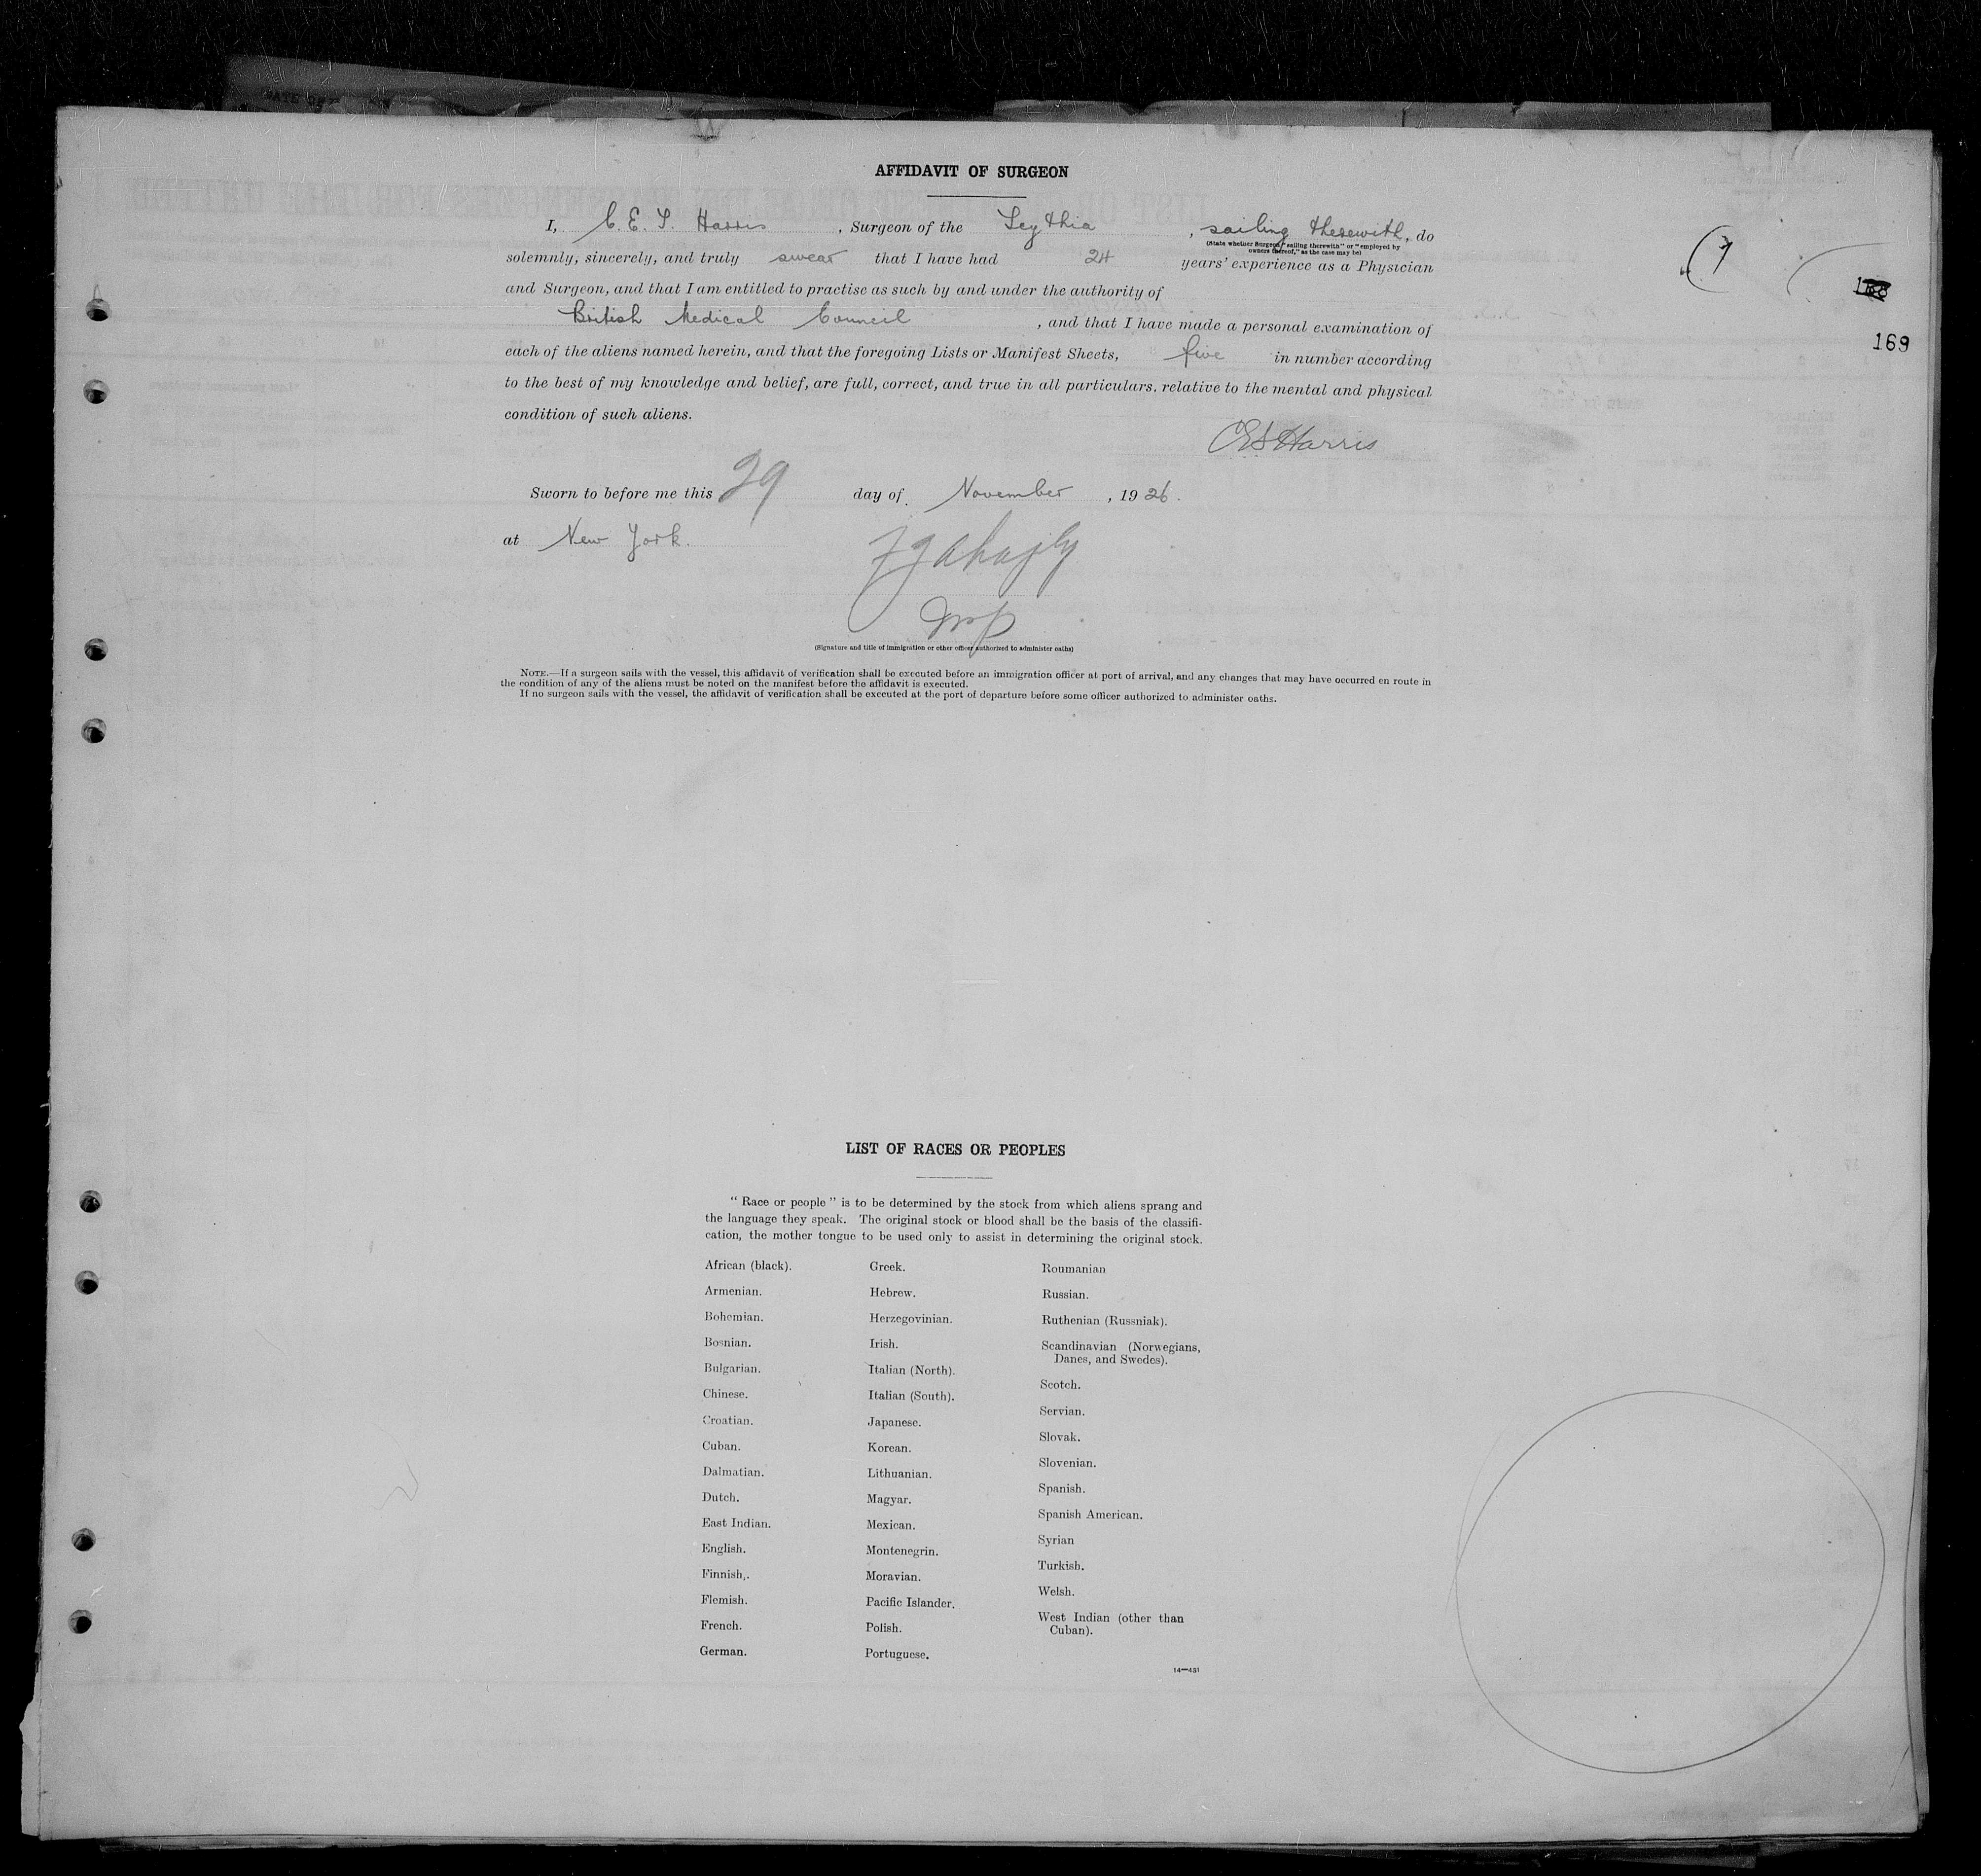 AFFIDAVIT OF SURGEON
I, C. E. S. Harris, Surgeon of the Scythia, sailing therewith, do
(State whether Surgeon "sailing therewith" or "employed by
owners thereof," as the case may be)
solemnly, sincerely, and truly swear that I have had 24 years' experience as a Physician
and Surgeon, and that I am entitled to practise as such by and under the authority of
British Medical Council, and that I have made a personal examination of
each of the aliens named herein, and that the foregoing Lists or Manifest Sheets, five in number according
to the best of my knowledge and belief, are full, correct, and true in all particulars. relative to the mental and physical
condition of such aliens.
CES Harris
Sworn to before me this 29 day of November, 1926.
at New York.
(Signature and title of immigration or other officer authorized to administer oaths)
NOTE.—If a surgeon sails with the vessel, this affidavit of verification shall be executed before an immigration officer at port of arrival, and any changes that may have occurred en route in
the condition of any of the aliens must be noted on the manifest before the affidavit is executed.
If no surgeon sails with the vessel, the affidavit of verification shall be executed at the port of departure before some officer authorized to administer oaths.
169
LIST OF RACES OR PEOPLES
"Race or people" is to be determined by the stock from which aliens sprang and
the language they speak. The original stock or blood shall be the basis of the classifi-
cation, the mother tongue to be used only to assist in determining the original stock.
African (black).
Armenian.
Bohemian.
Bosnian.
Bulgarian.
Chinese.
Croatian.
Cuban.
Dalmatian.
Dutch.
East Indian.
English.
Finnish.
Flemish.
French.
German.
Greek.
Hebrew.
Herzegovinian.
Irish.
Italian (North).
Italian (South).
Japanese.
Korean.
Lithuanian.
Magyar.
Mexican.
Montenegrin.
Moravian.
Pacific Islander.
Polish.
Portuguese.
Roumanian
Russian.
Ruthenian (Russniak).
Scandinavian (Norwegians,
Danes, and Swedes).
Scotch.
Servian.
Slovak.
Slovenian.
Spanish.
Spanish American.
Syrian
Turkish.
Welsh.
West Indian (other than
Cuban).
14—431